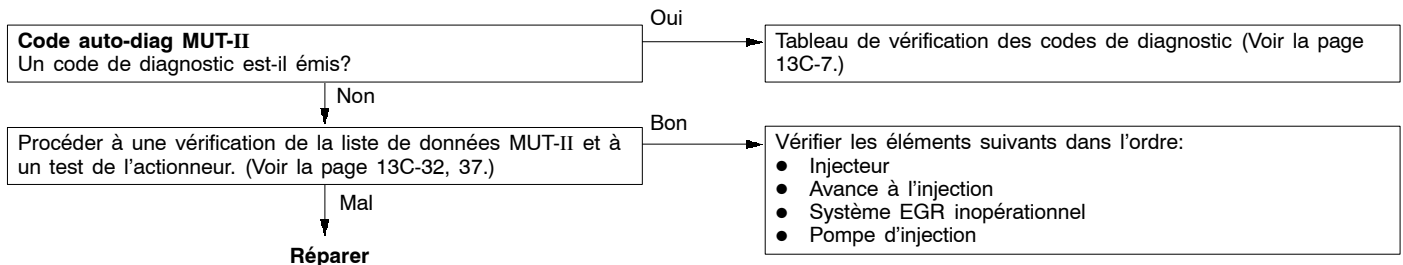 Oui
Code auto-diag MUT-II
Un code de diagnostic est-il émis?
Tableau de vérification des codes de diagnostic (Voir la page
13C-7.)
Non
Bon
Procéder à une vérification de la liste de données MUT-II et à
un test de l'actionneur. (Voir la page 13C-32, 37.)
Vérifier les éléments suivants dans l'ordre:
● Injecteur
● Avance à l'injection
● Système EGR inopérationnel
● Pompe d'injection
Mal
Réparer